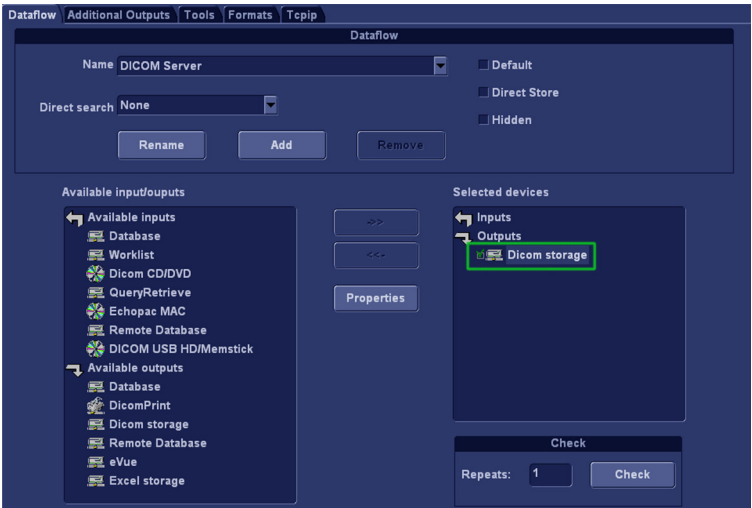 Dataflow Additional Outputs Tools Formats Tcpip
Dataflow
Name DICOM Server
Default
Direct Store
Direct search None
Hidden
Rename Add Remove
Available input/ouputs
Available inputs
Database
Worklist
Dicom CD/DVD
QueryRetrieve
Echopac MAC
Remote Database
DICOM USB HD/Memstick
Available outputs
Database
DicomPrint
Dicom storage
Remote Database
eVue
Excel storage
->>
<<-
Properties
Selected devices
Inputs
Outputs
Dicom storage
Check
Repeats: 1 Check